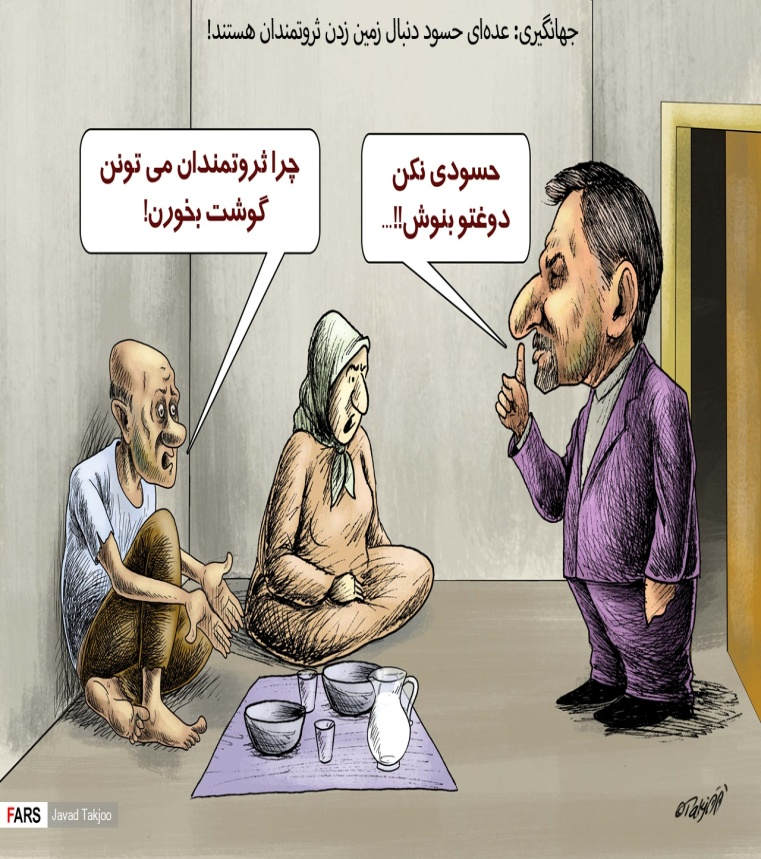 جهانگیری: عده‌ای حسود دنبال زمین زدن ثروتمندان هستند!
چرا ثروتمندان می تونن
گوشت بخورن!
حسودی نکن
دوغتو بنوش!!...
FARS Javad Takjoo